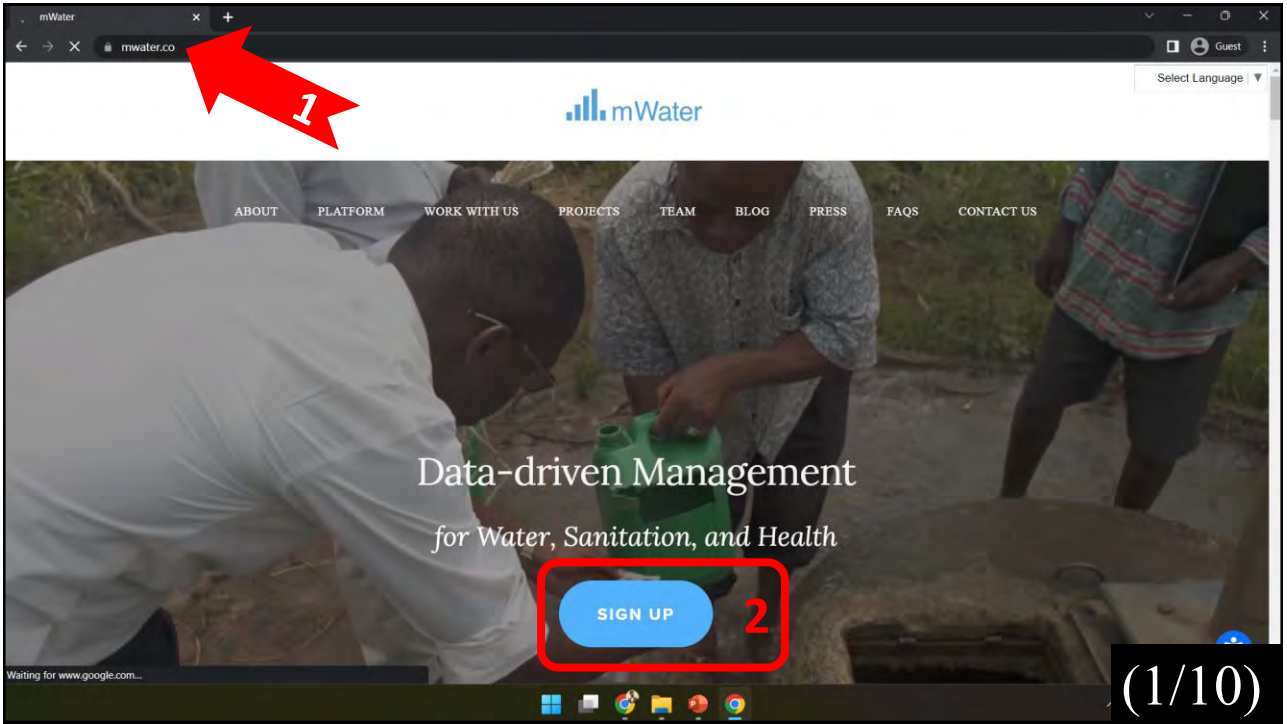 mWater
mwater.co
Guest
1
Select Language
mWater
ABOUT PLATFORM WORK WITH US PROJECTS TEAM BLOG PRESS FAQS CONTACT US
Data-driven Management
for Water, Sanitation, and Health
SIGN UP
2
Waiting for www.google.com...
(1/10)